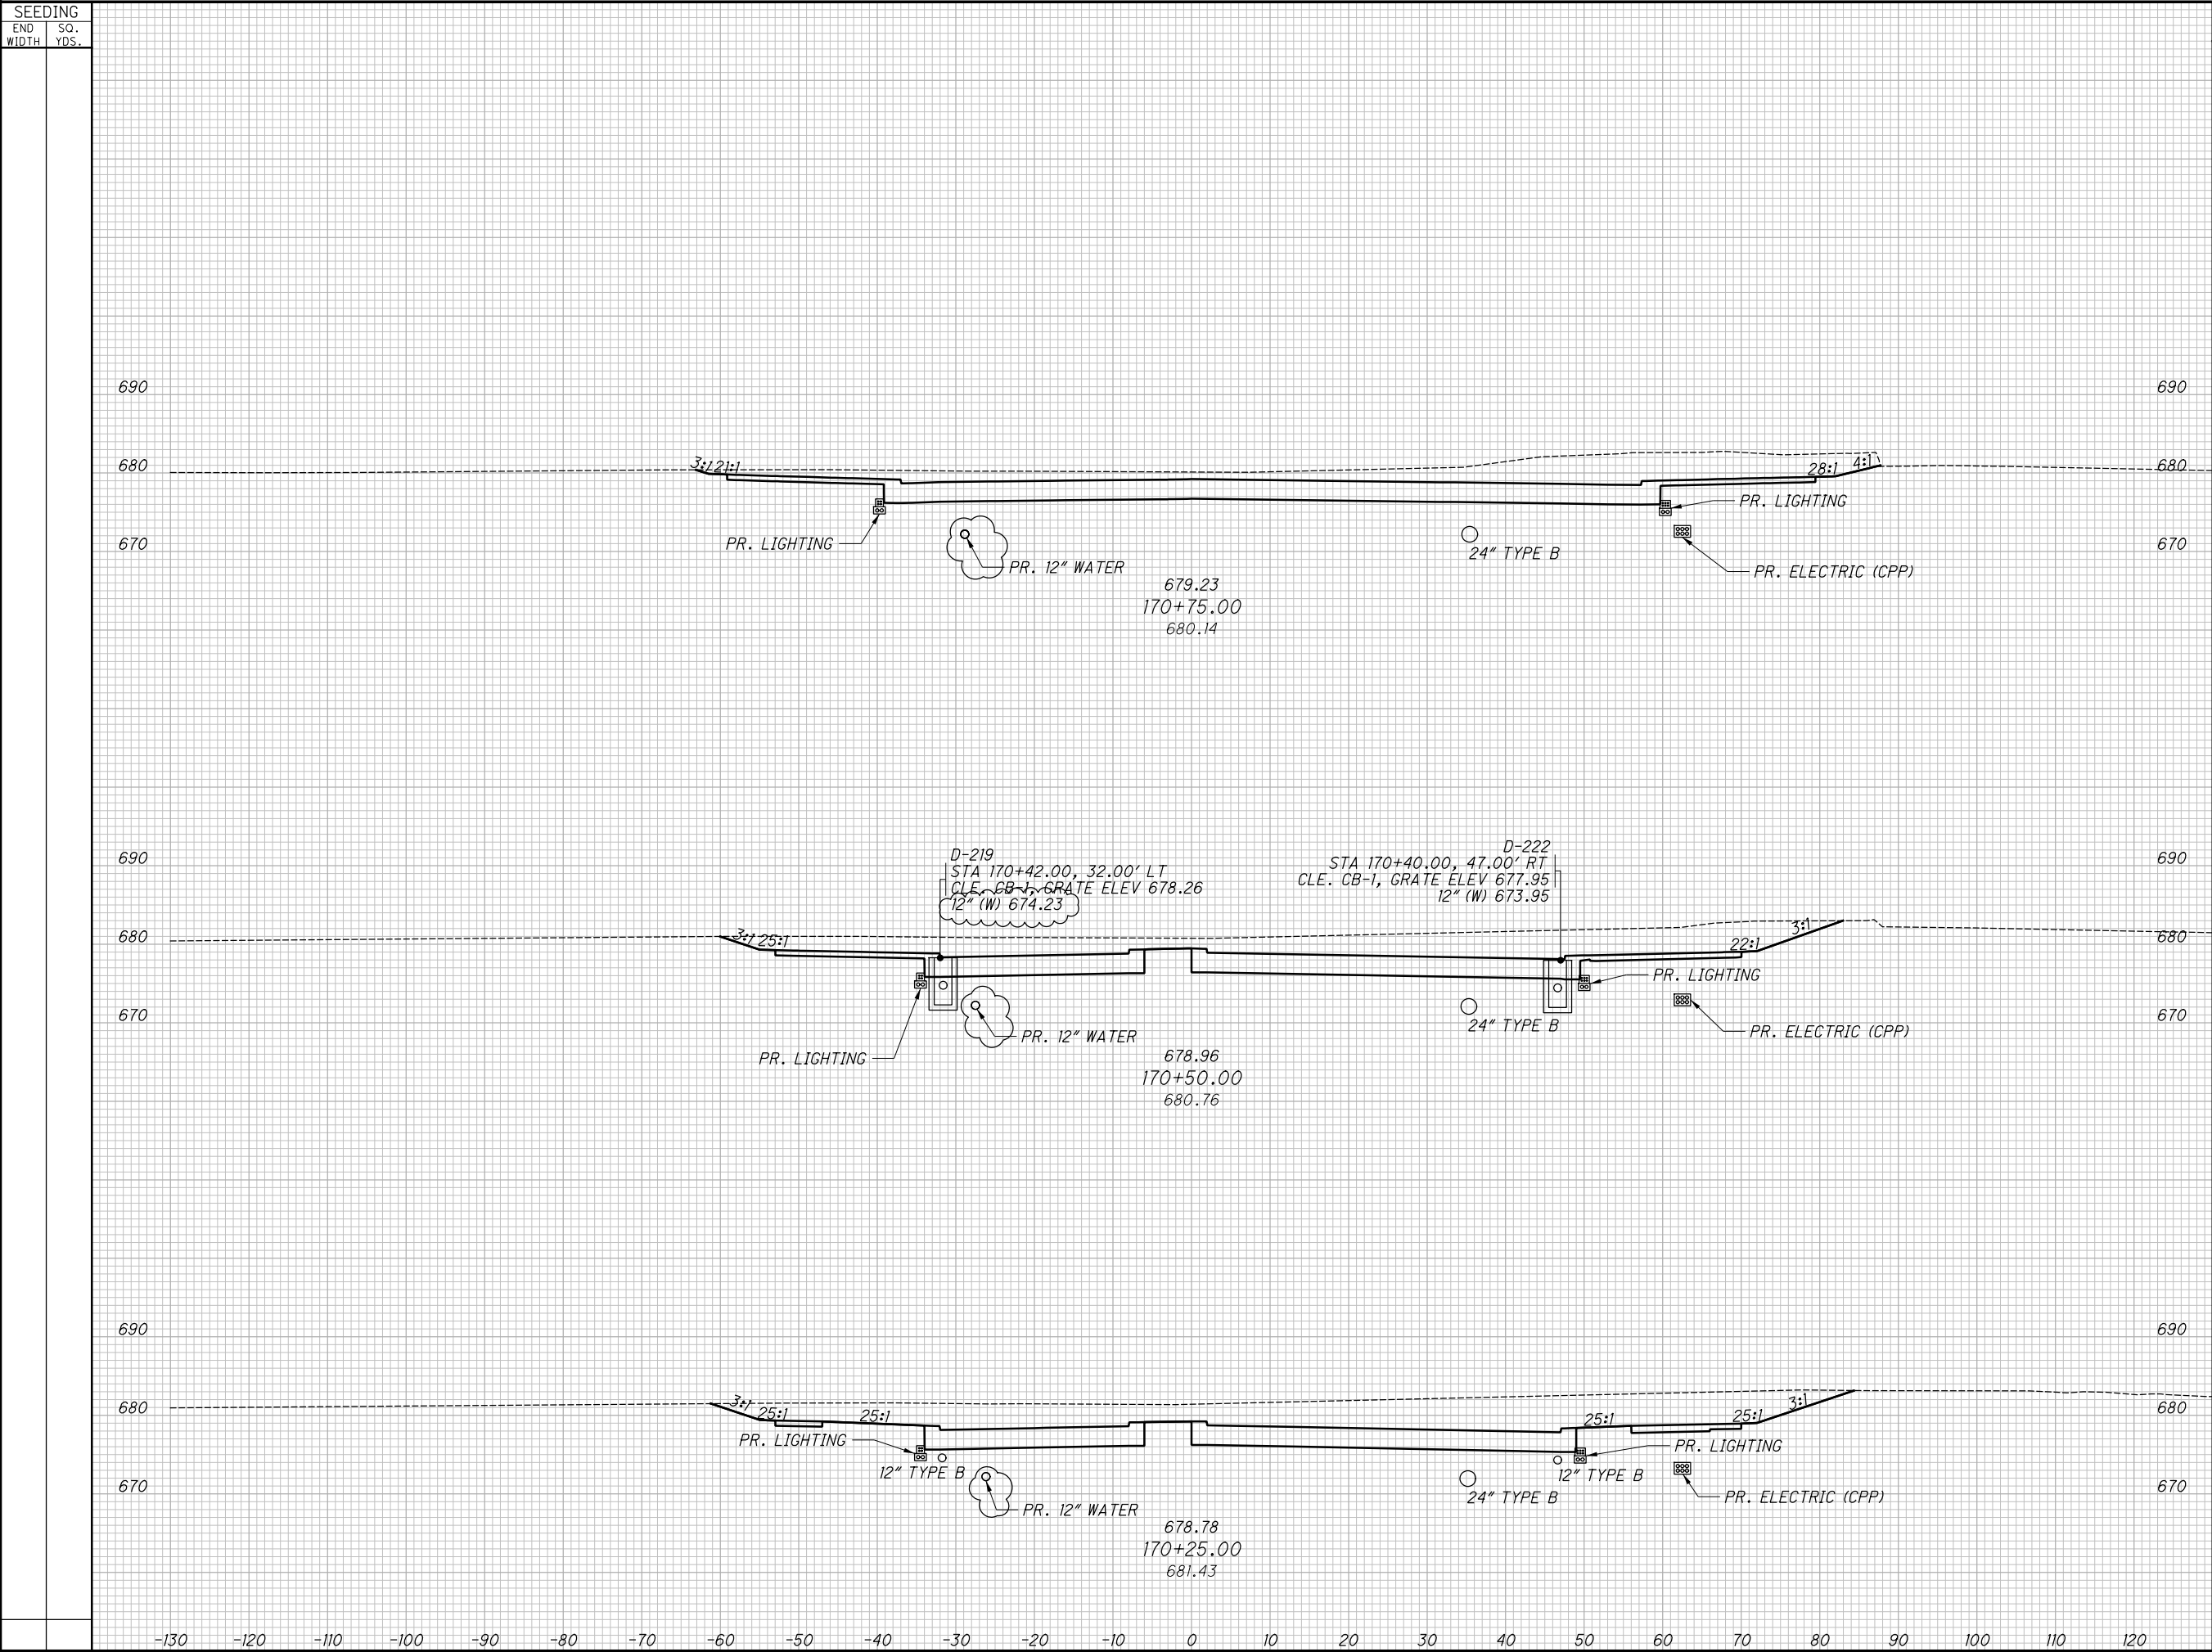 SEEDING
END WIDTH
SQ. YDS.
690
690
680
3:1
21:1
28:1
4:1
680
PR. LIGHTING
PR. LIGHTING
670
24" TYPE B
670
PR. 12" WATER
PR. ELECTRIC (CPP)
679.23
170+75.00
680.14
690
690
D-219
STA 170+42.00, 32.00' LT
CLE. CB-1, GRATE ELEV 678.26
12" (W) 674.23
D-222
STA 170+40.00, 47.00' RT
CLE. CB-1, GRATE ELEV 677.95
12" (W) 673.95
680
3:1
25:1
22:1
3:1
680
PR. LIGHTING
670
24" TYPE B
670
PR. 12" WATER
PR. ELECTRIC (CPP)
PR. LIGHTING
678.96
170+50.00
680.76
690
690
680
3:1
25:1
25:1
25:1
25:1
3:1
680
PR. LIGHTING
PR. LIGHTING
12" TYPE B
12" TYPE B
670
24" TYPE B
670
PR. 12" WATER
PR. ELECTRIC (CPP)
678.78
170+25.00
681.43
-130 -120 -110 -100 -90 -80 -70 -60 -50 -40 -30 -20 -10 0 10 20 30 40 50 60 70 80 90 100 110 120